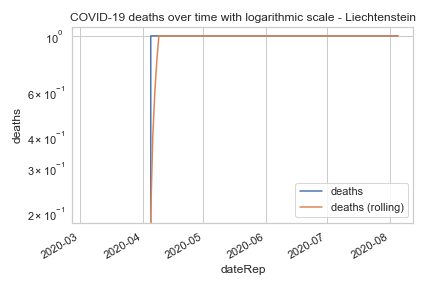 COVID-19 deaths over time with logarithmic scale - Liechtenstein
deaths
10⁰
6 × 10⁻¹
4 × 10⁻¹
3 × 10⁻¹
2 × 10⁻¹
deaths
deaths (rolling)
2020-03
2020-04
2020-05
2020-06
2020-07
2020-08
dateRep